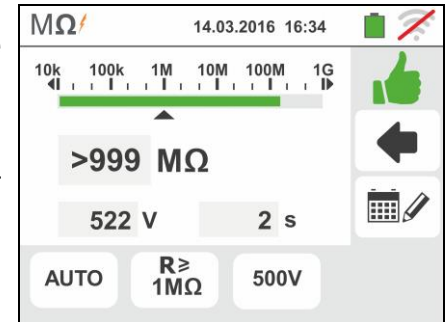 MΩ 14.03.2016 16:34
10k 100k 1M 10M 100M 1G
>999 MΩ
522 V 2 s
AUTO R≥ 1MΩ 500V